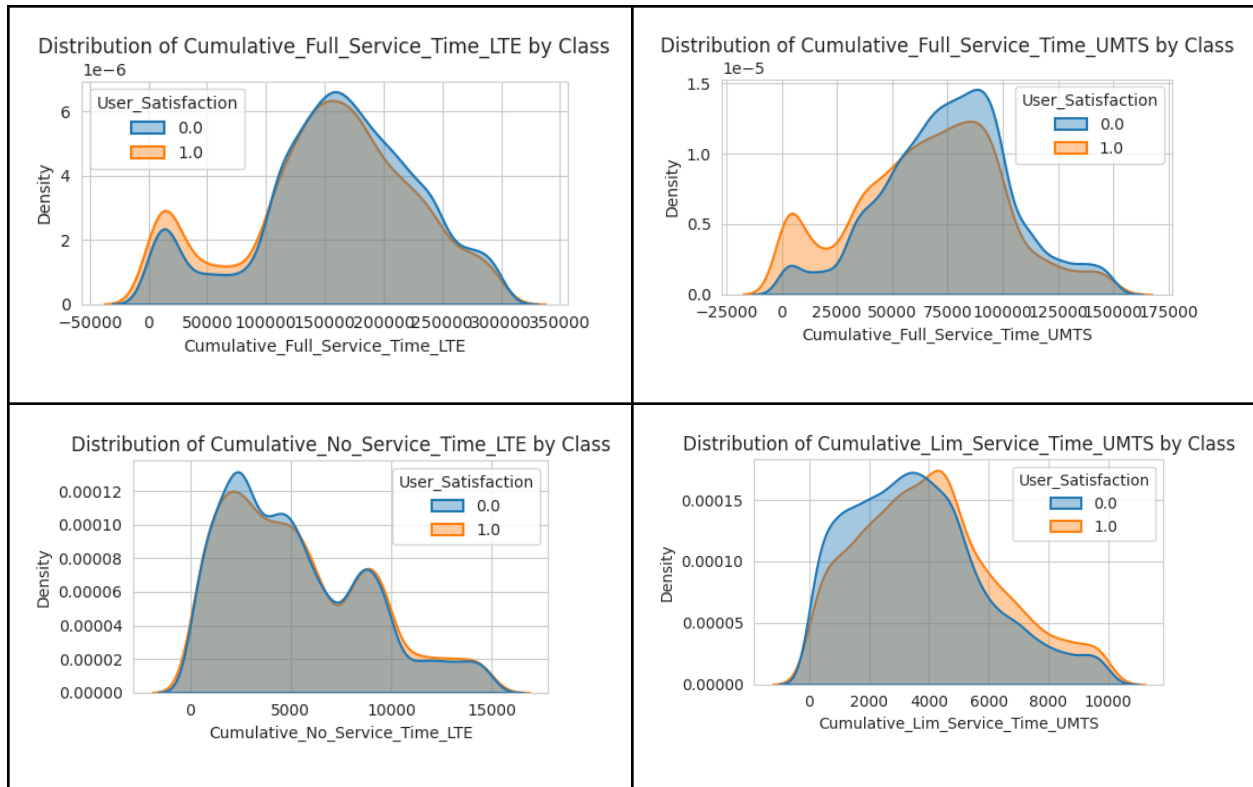 Distribution of Cumulative_Full_Service_Time_LTE by Class
1e−6
User_Satisfaction
0.0
1.0
6
4
2
0
Density
−50000 0 50000 100000 150000 200000 250000 300000 350000
Cumulative_Full_Service_Time_LTE
Distribution of Cumulative_Full_Service_Time_UMTS by Class
1e−5
User_Satisfaction
0.0
1.0
1.5
1.0
0.5
0.0
Density
−25000 0 25000 50000 75000 100000 125000 150000 175000
Cumulative_Full_Service_Time_UMTS
Distribution of Cumulative_No_Service_Time_LTE by Class
User_Satisfaction
0.0
1.0
0.00012
0.00010
0.00008
0.00006
0.00004
0.00002
0.00000
Density
0 5000 10000 15000
Cumulative_No_Service_Time_LTE
Distribution of Cumulative_Lim_Service_Time_UMTS by Class
User_Satisfaction
0.0
1.0
0.00015
0.00010
0.00005
0.00000
Density
0 2000 4000 6000 8000 10000
Cumulative_Lim_Service_Time_UMTS